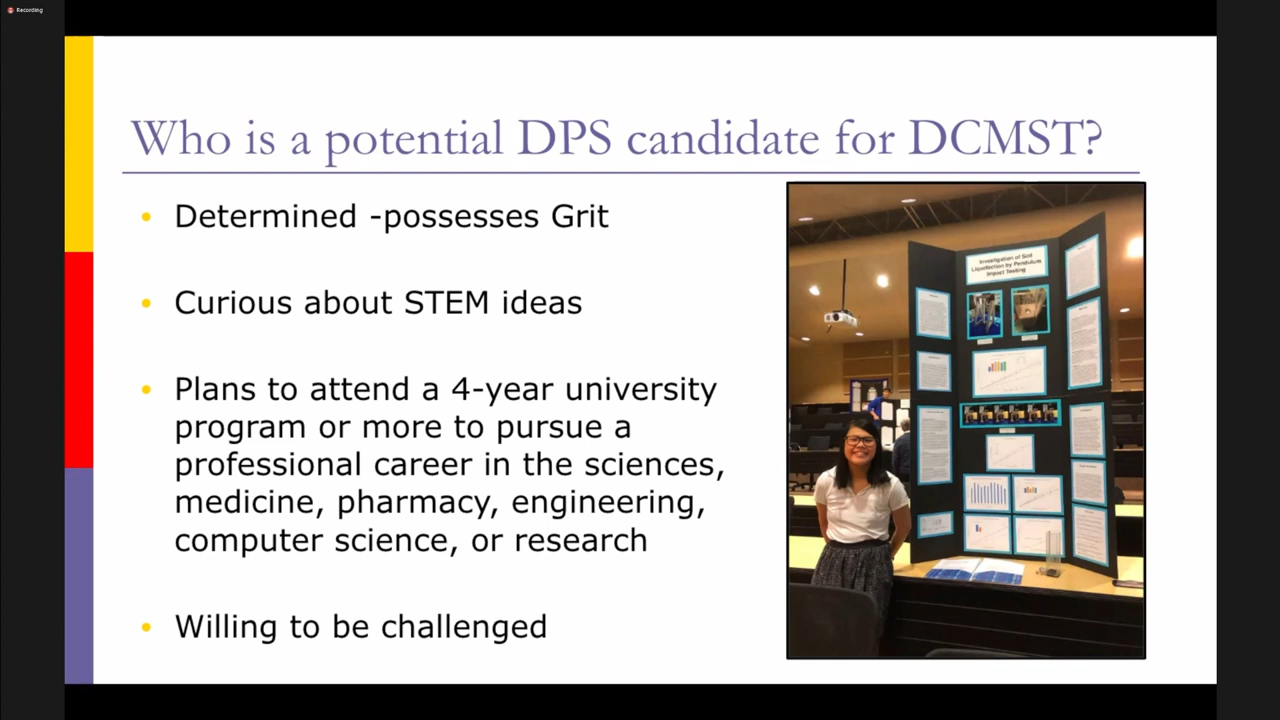 Recording
Who is a potential DPS candidate for DCMST?
• Determined -possesses Grit
• Curious about STEM ideas
• Plans to attend a 4-year university
program or more to pursue a
professional career in the sciences,
medicine, pharmacy, engineering,
computer science, or research
• Willing to be challenged
Investigation of Soil
Liquefaction by Pendulum
Impact Testing